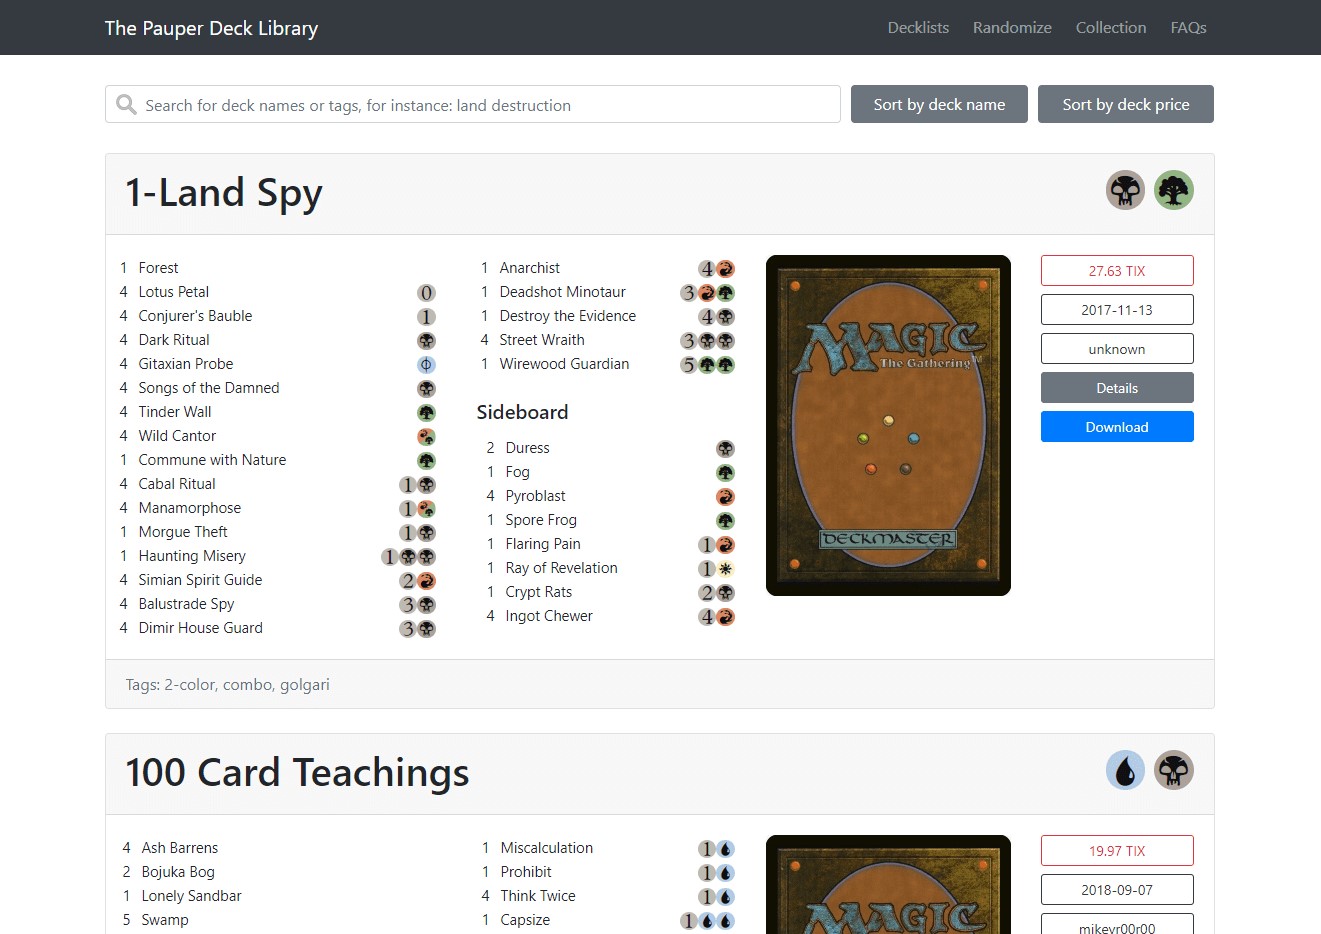 The Pauper Deck Library
Decklists Randomize Collection FAQs
Search for deck names or tags, for instance: land destruction
Sort by deck name
Sort by deck price
1-Land Spy
1 Forest
4 Lotus Petal 0
4 Conjurer's Bauble 1
4 Dark Ritual
4 Gitaxian Probe
4 Songs of the Damned
4 Tinder Wall
4 Wild Cantor
1 Commune with Nature
4 Cabal Ritual 1
4 Manamorphose 1
1 Morgue Theft 1
1 Haunting Misery 1
4 Simian Spirit Guide 2
4 Balustrade Spy 3
4 Dimir House Guard 3
1 Anarchist 4
1 Deadshot Minotaur 3
1 Destroy the Evidence 4
4 Street Wraith 3
1 Wirewood Guardian 5
Sideboard
2 Duress
1 Fog
4 Pyroblast
1 Spore Frog
1 Flaring Pain 1
1 Ray of Revelation 1
1 Crypt Rats 2
4 Ingot Chewer 4
MAGIC
The Gathering™
DECKMASTER
27.63 TIX
2017-11-13
unknown
Details
Download
Tags: 2-color, combo, golgari
100 Card Teachings
4 Ash Barrens
2 Bojuka Bog
1 Lonely Sandbar
5 Swamp
1 Miscalculation 1
1 Prohibit 1
4 Think Twice 1
1 Capsize 1
MAGIC
19.97 TIX
2018-09-07
mikevr00r00